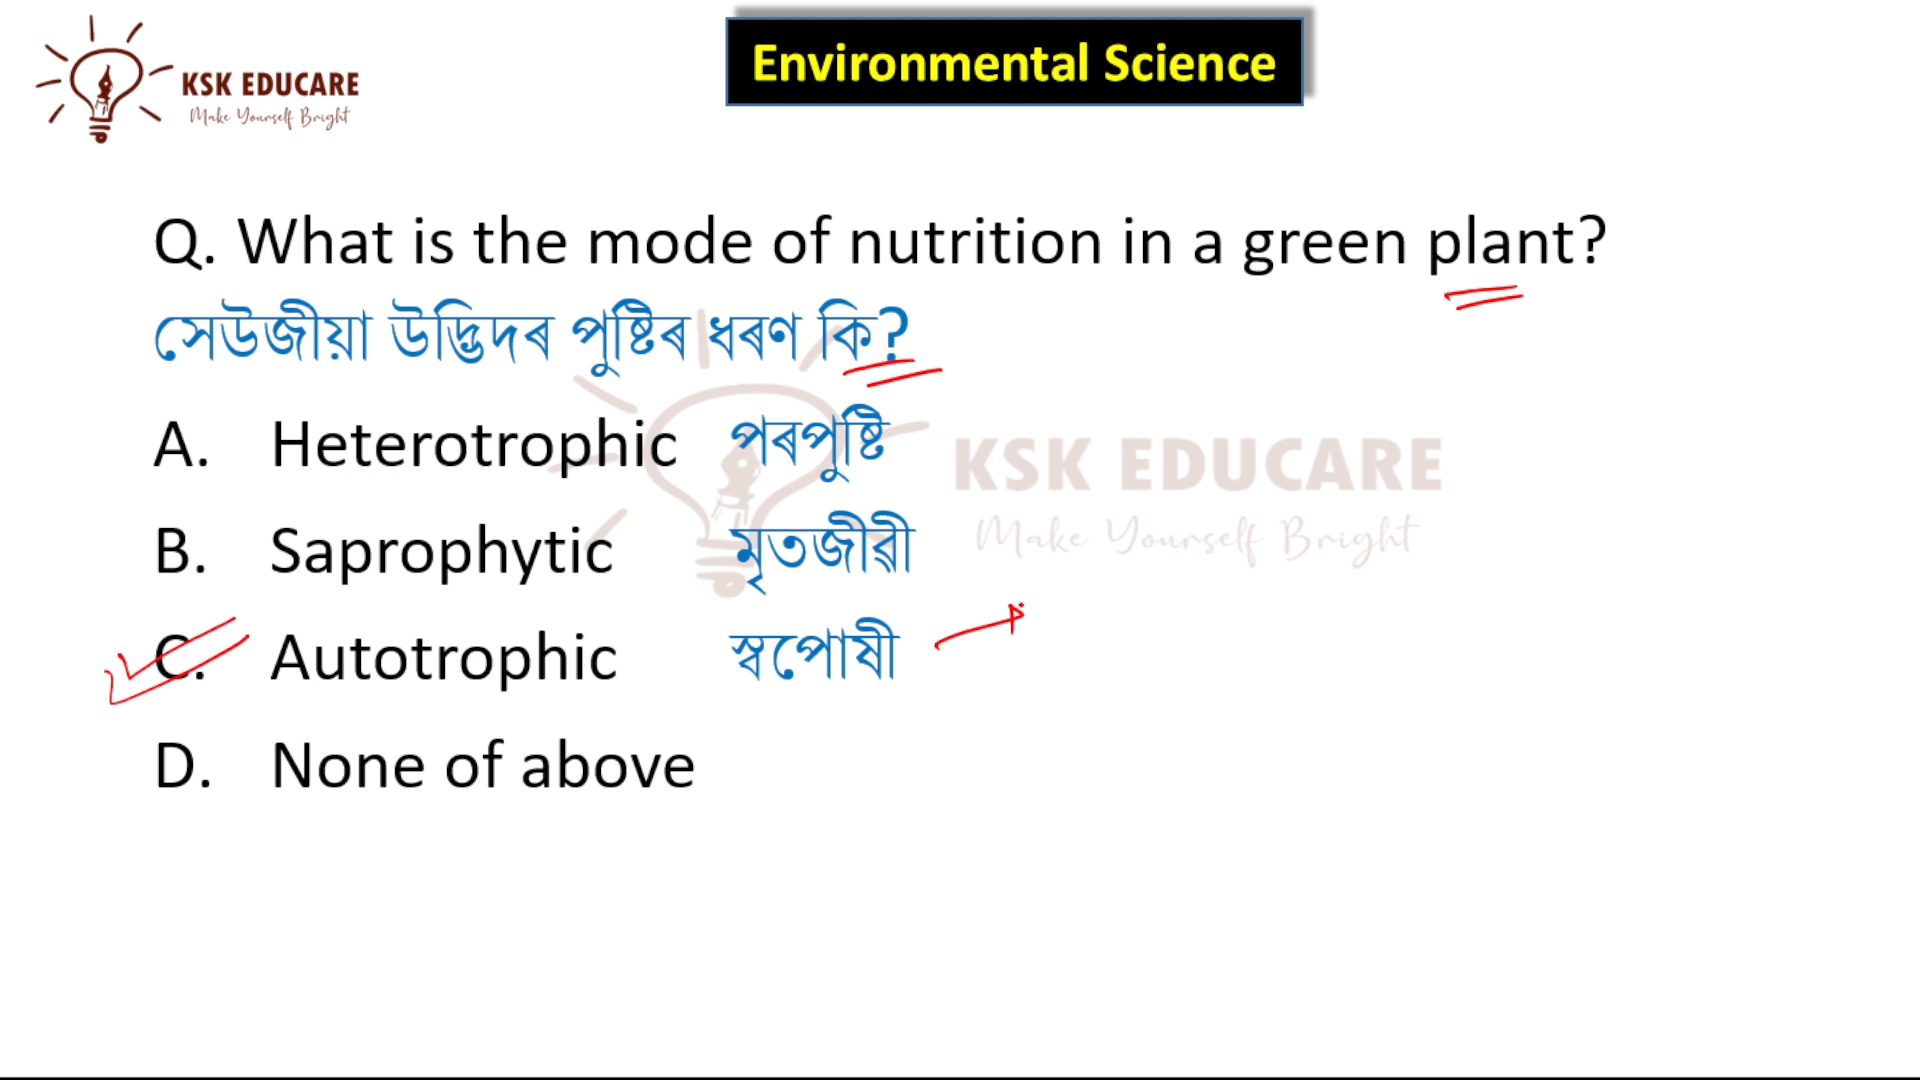 KSK EDUCARE
Make Yourself Bright
Environmental Science
Q. What is the mode of nutrition in a green plant?
সেউজীয়া উদ্ভিদৰ পুষ্টিৰ ধৰণ কি?
A. Heterotrophic পৰপুষ্টি
B. Saprophytic মৃতজীৱী
C. Autotrophic স্বপোষী
D. None of above
KSK EDUCARE
Make Yourself Bright